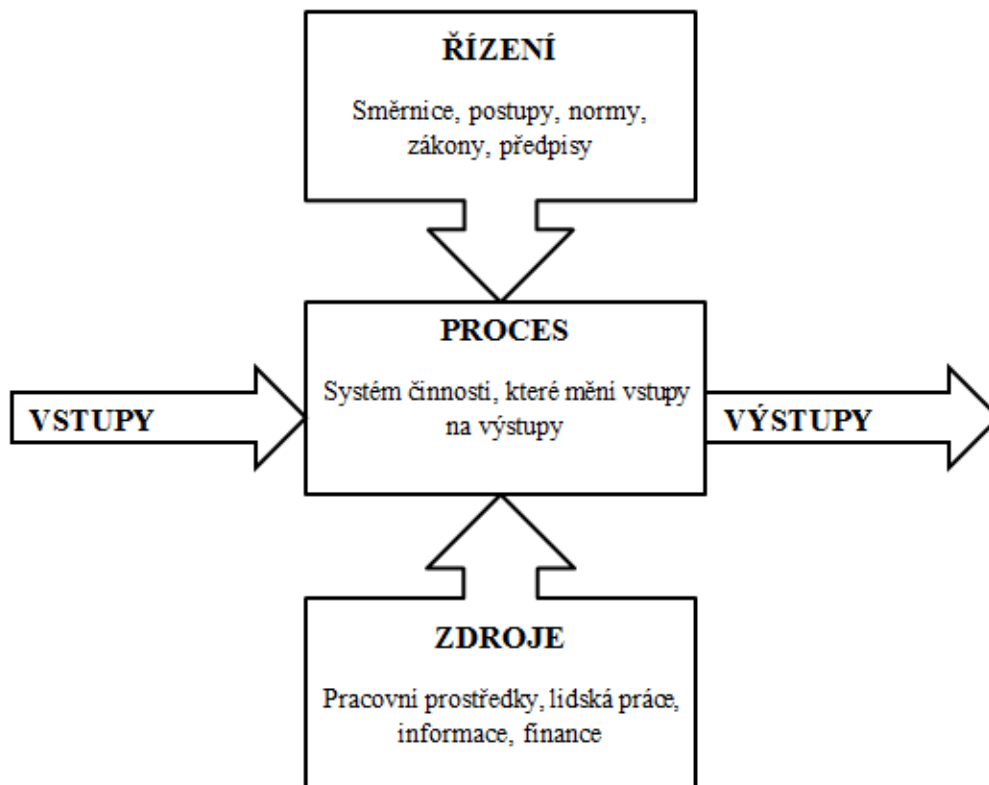 ŘÍZENÍ
Směrnice, postupy, normy,
zákony, předpisy
PROCES
Systém činností, které mění vstupy
na výstupy
VSTUPY
VÝSTUPY
ZDROJE
Pracovní prostředky, lidská práce,
informace, finance